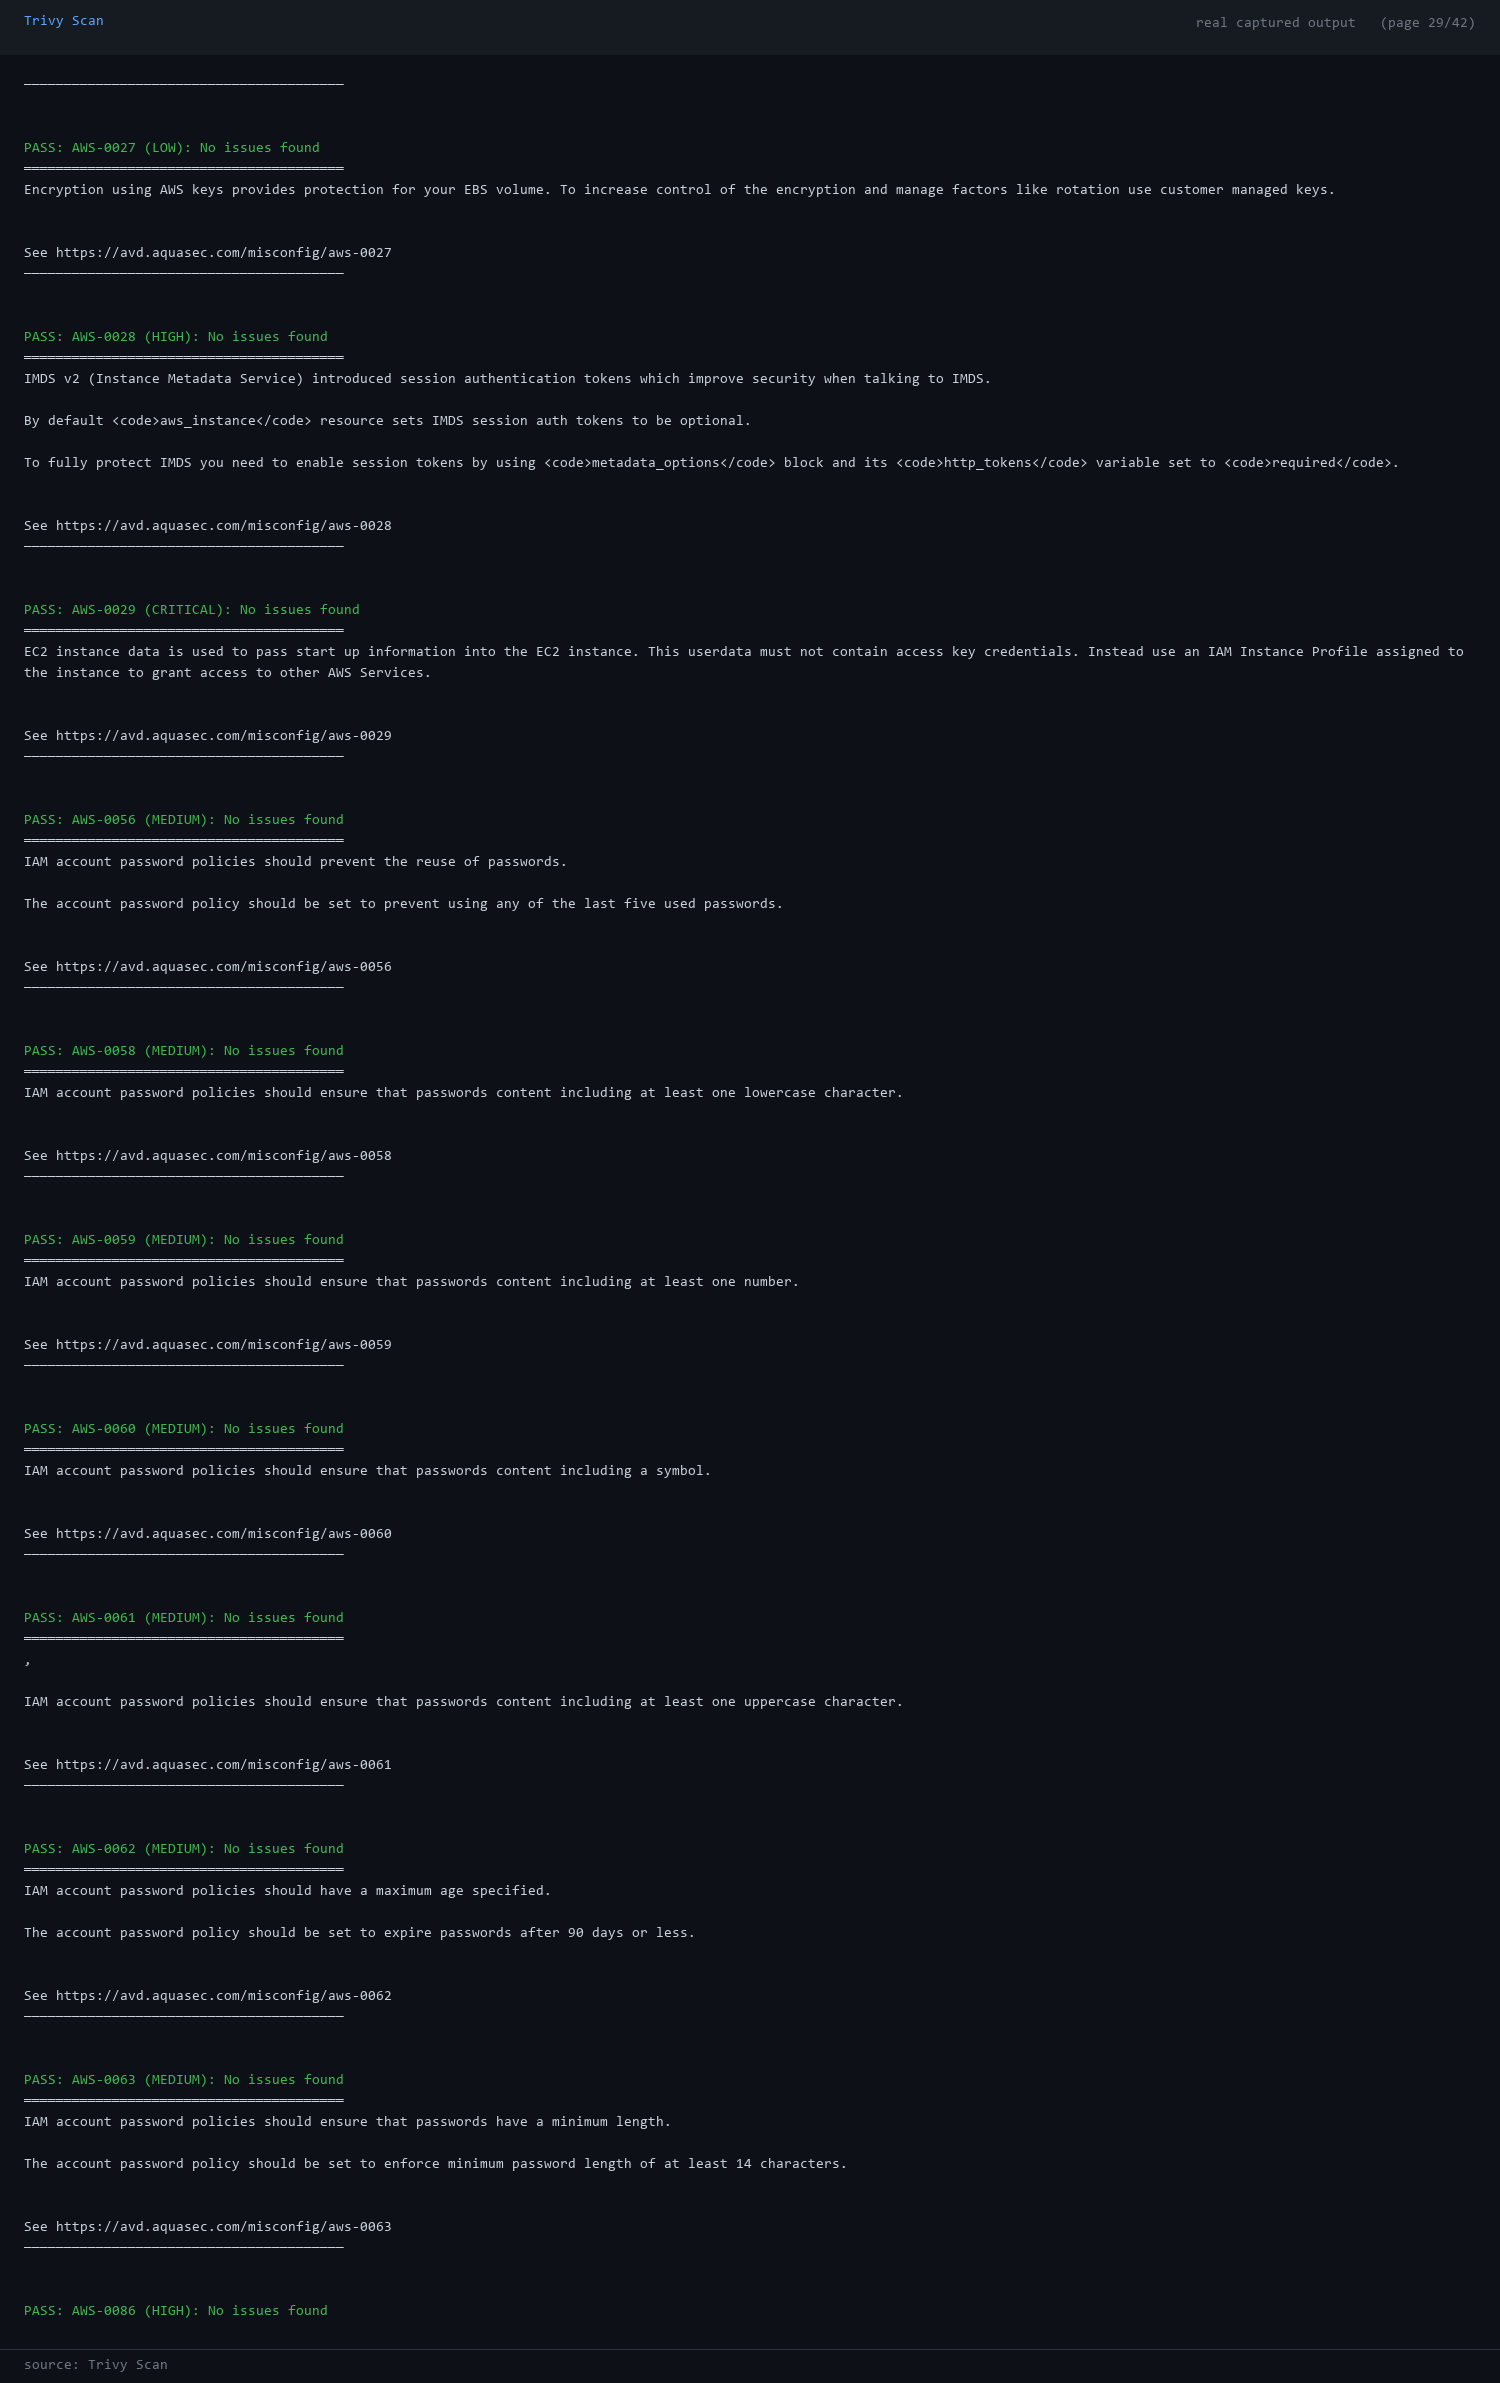 Trivy Scan
real captured output (page 29/42)
────────────────────────────────────────
PASS: AWS-0027 (LOW): No issues found
════════════════════════════════════════
Encryption using AWS keys provides protection for your EBS volume. To increase control of the encryption and manage factors like rotation use customer managed keys.
See https://avd.aquasec.com/misconfig/aws-0027
────────────────────────────────────────
PASS: AWS-0028 (HIGH): No issues found
════════════════════════════════════════
IMDS v2 (Instance Metadata Service) introduced session authentication tokens which improve security when talking to IMDS.
By default <code>aws_instance</code> resource sets IMDS session auth tokens to be optional.
To fully protect IMDS you need to enable session tokens by using <code>metadata_options</code> block and its <code>http_tokens</code> variable set to <code>required</code>.
See https://avd.aquasec.com/misconfig/aws-0028
────────────────────────────────────────
PASS: AWS-0029 (CRITICAL): No issues found
════════════════════════════════════════
EC2 instance data is used to pass start up information into the EC2 instance. This userdata must not contain access key credentials. Instead use an IAM Instance Profile assigned to
the instance to grant access to other AWS Services.
See https://avd.aquasec.com/misconfig/aws-0029
────────────────────────────────────────
PASS: AWS-0056 (MEDIUM): No issues found
════════════════════════════════════════
IAM account password policies should prevent the reuse of passwords.
The account password policy should be set to prevent using any of the last five used passwords.
See https://avd.aquasec.com/misconfig/aws-0056
────────────────────────────────────────
PASS: AWS-0058 (MEDIUM): No issues found
════════════════════════════════════════
IAM account password policies should ensure that passwords content including at least one lowercase character.
See https://avd.aquasec.com/misconfig/aws-0058
────────────────────────────────────────
PASS: AWS-0059 (MEDIUM): No issues found
════════════════════════════════════════
IAM account password policies should ensure that passwords content including at least one number.
See https://avd.aquasec.com/misconfig/aws-0059
────────────────────────────────────────
PASS: AWS-0060 (MEDIUM): No issues found
════════════════════════════════════════
IAM account password policies should ensure that passwords content including a symbol.
See https://avd.aquasec.com/misconfig/aws-0060
────────────────────────────────────────
PASS: AWS-0061 (MEDIUM): No issues found
════════════════════════════════════════
,
IAM account password policies should ensure that passwords content including at least one uppercase character.
See https://avd.aquasec.com/misconfig/aws-0061
────────────────────────────────────────
PASS: AWS-0062 (MEDIUM): No issues found
════════════════════════════════════════
IAM account password policies should have a maximum age specified.
The account password policy should be set to expire passwords after 90 days or less.
See https://avd.aquasec.com/misconfig/aws-0062
────────────────────────────────────────
PASS: AWS-0063 (MEDIUM): No issues found
════════════════════════════════════════
IAM account password policies should ensure that passwords have a minimum length.
The account password policy should be set to enforce minimum password length of at least 14 characters.
See https://avd.aquasec.com/misconfig/aws-0063
────────────────────────────────────────
PASS: AWS-0086 (HIGH): No issues found
source: Trivy Scan